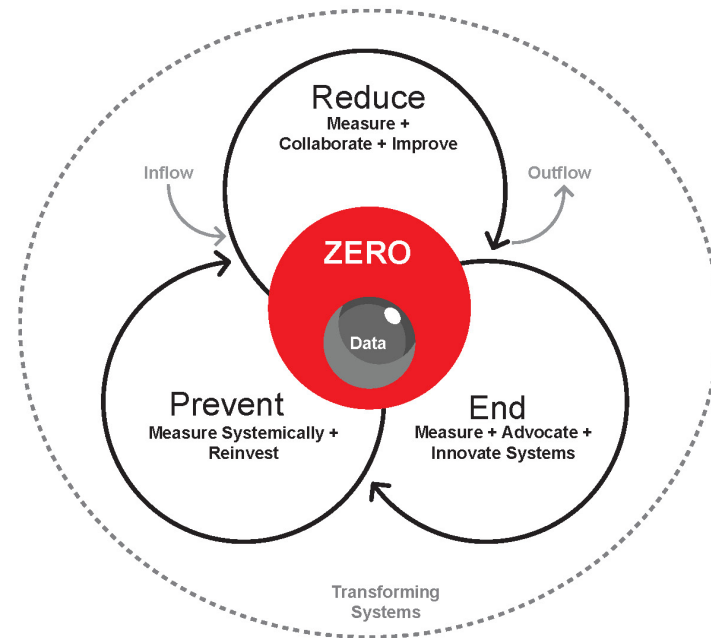 Reduce
Measure +
Collaborate + Improve
Inflow
Outflow
ZERO
Data
Prevent
Measure Systemically +
Reinvest
End
Measure + Advocate +
Innovate Systems
Transforming
Systems